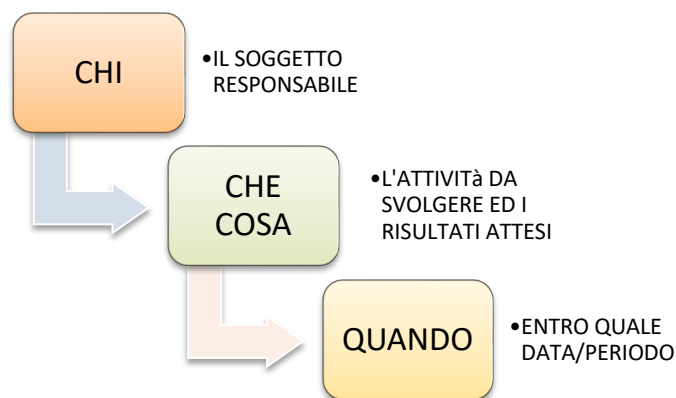 CHI
•IL SOGGETTO
RESPONSABILE
CHE
COSA
•L'ATTIVITà DA
SVOLGERE ED I
RISULTATI ATTESI
QUANDO
•ENTRO QUALE
DATA/PERIODO